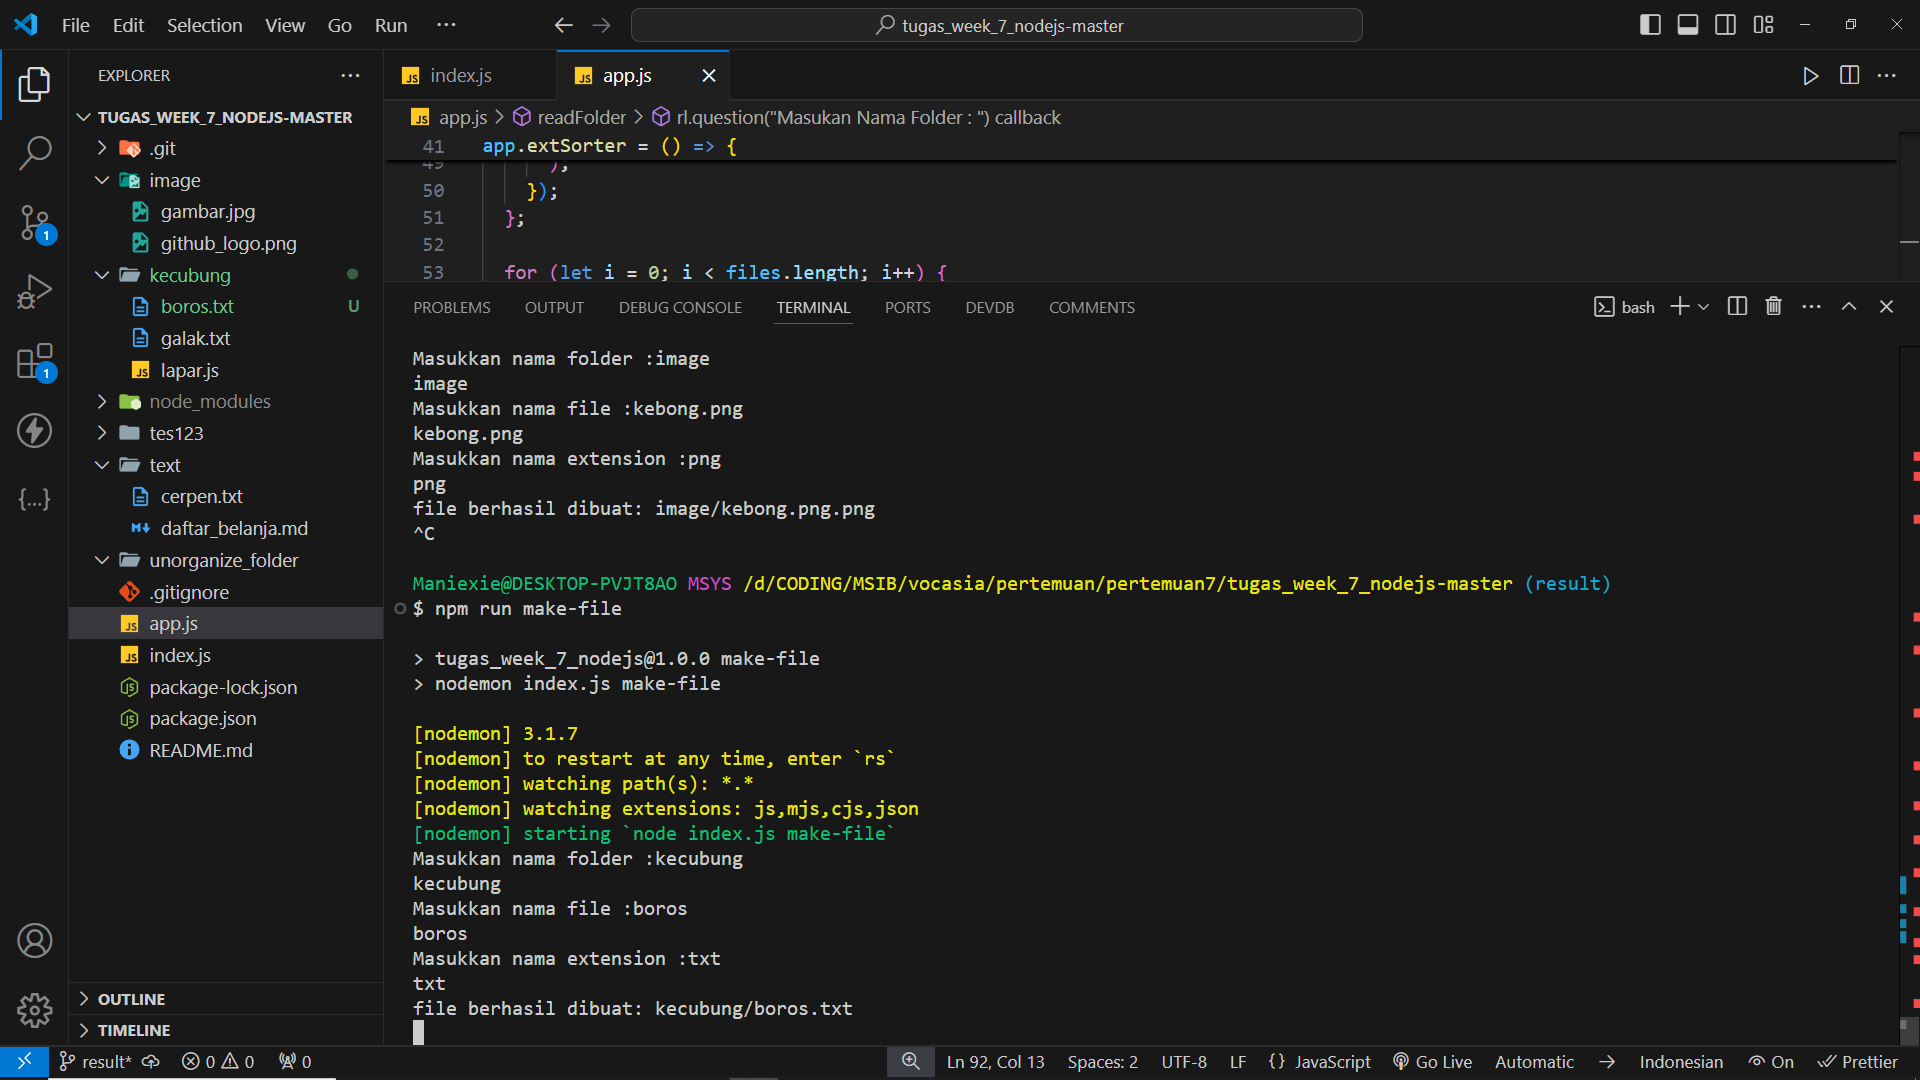 File Edit Selection View Go Run ··· tugas_week_7_nodejs-master
EXPLORER ···
TUGAS_WEEK_7_NODEJS-MASTER
.git
image
gambar.jpg
github_logo.png
kecubung
boros.txt U
galak.txt
lapar.js
node_modules
tes123
text
cerpen.txt
daftar_belanja.md
unorganize_folder
.gitignore
app.js
index.js
package-lock.json
package.json
README.md
OUTLINE
TIMELINE
1
1
index.js app.js
app.js > readFolder > rl.question("Masukan Nama Folder : ") callback
41 app.extSorter = () => {
49 );
50 });
51 };
52
53 for (let i = 0; i < files.length; i++) {
PROBLEMS OUTPUT DEBUG CONSOLE TERMINAL PORTS DEVDB COMMENTS bash
Masukkan nama folder :image
image
Masukkan nama file :kebong.png
kebong.png
Masukkan nama extension :png
png
file berhasil dibuat: image/kebong.png.png
^C
Maniexie@DESKTOP-PVJT8AO MSYS /d/CODING/MSIB/vocasia/pertemuan/pertemuan7/tugas_week_7_nodejs-master (result)
$ npm run make-file
> tugas_week_7_nodejs@1.0.0 make-file
> nodemon index.js make-file
[nodemon] 3.1.7
[nodemon] to restart at any time, enter `rs`
[nodemon] watching path(s): *.*
[nodemon] watching extensions: js,mjs,cjs,json
[nodemon] starting `node index.js make-file`
Masukkan nama folder :kecubung
kecubung
Masukkan nama file :boros
boros
Masukkan nama extension :txt
txt
file berhasil dibuat: kecubung/boros.txt
result* 0 0 0 Ln 92, Col 13 Spaces: 2 UTF-8 LF {} JavaScript Go Live Automatic → Indonesian On Prettier